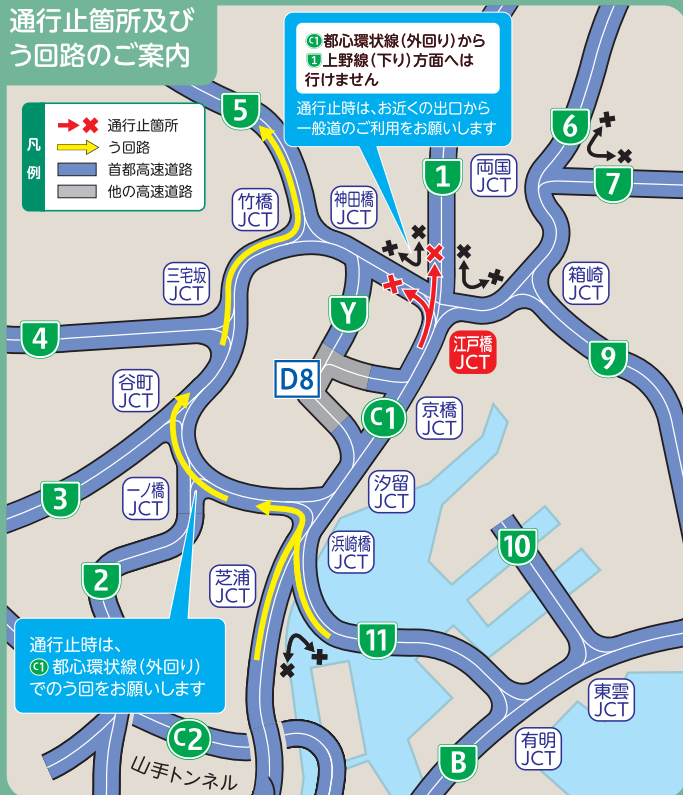 通行止箇所及び
う回路のご案内
C1 都心環状線（外回り）から
1 上野線（下り）方面へは
行けません
通行止時は、お近くの出口から
一般道のご利用をお願いします
凡例
通行止箇所
う回路
首都高速道路
他の高速道路
5
6
7
1
両国
JCT
竹橋
JCT
神田橋
JCT
三宅坂
JCT
箱崎
JCT
Y
4
江戸橋
JCT
9
D8
谷町
JCT
C1
京橋
JCT
3
一ノ橋
JCT
汐留
JCT
10
浜崎橋
JCT
2
芝浦
JCT
11
通行止時は、
C1 都心環状線（外回り）
でのう回をお願いします
東雲
JCT
有明
JCT
C2
B
山手トンネル